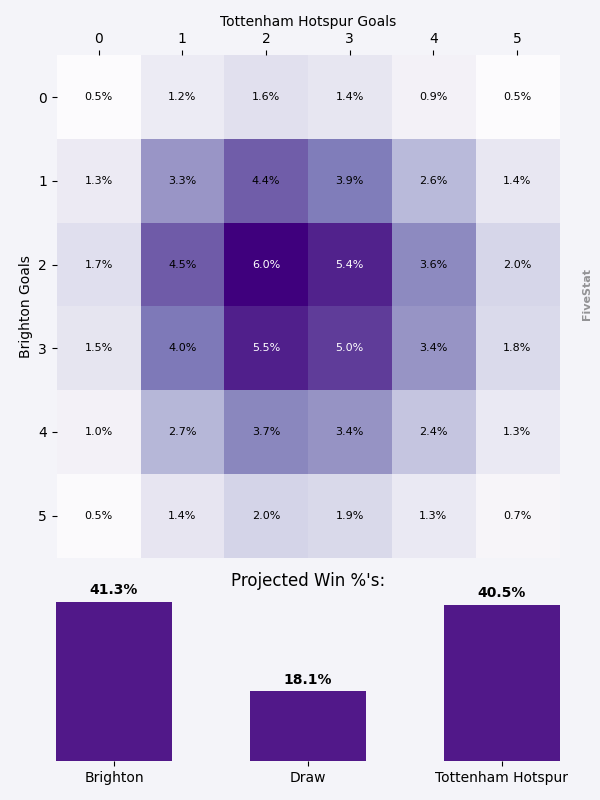 Tottenham Hotspur Goals
0 1 2 3 4 5
0 0.5% 1.2% 1.6% 1.4% 0.9% 0.5%
1 1.3% 3.3% 4.4% 3.9% 2.6% 1.4%
2 1.7% 4.5% 6.0% 5.4% 3.6% 2.0%
3 1.5% 4.0% 5.5% 5.0% 3.4% 1.8%
4 1.0% 2.7% 3.7% 3.4% 2.4% 1.3%
5 0.5% 1.4% 2.0% 1.9% 1.3% 0.7%
Brighton Goals
FiveStat
Projected Win %'s:
41.3% 18.1% 40.5%
Brighton Draw Tottenham Hotspur